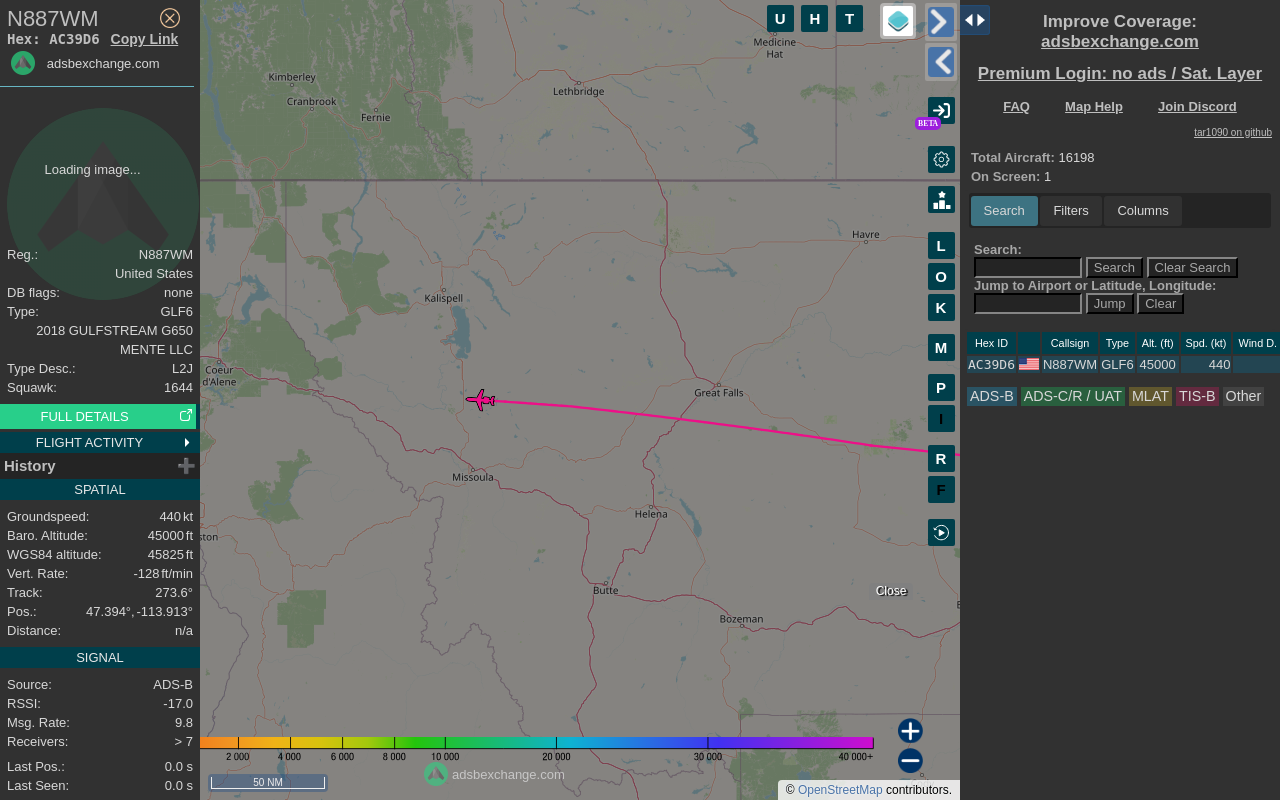 N887WM
Hex: AC39D6 Copy Link
adsbexchange.com
Loading image...
Reg.: N887WM
United States
DB flags: none
Type: GLF6
2018 GULFSTREAM G650
MENTE LLC
Type Desc.: L2J
Squawk: 1644
FULL DETAILS
FLIGHT ACTIVITY
History
SPATIAL
Groundspeed: 440 kt
Baro. Altitude: 45000 ft
WGS84 altitude: 45825 ft
Vert. Rate: -128 ft/min
Track: 273.6°
Pos.: 47.394°, -113.913°
Distance: n/a
SIGNAL
Source: ADS-B
RSSI: -17.0
Msg. Rate: 9.8
Receivers: > 7
Last Pos.: 0.0 s
Last Seen: 0.0 s
U H T
Medicine
Hat
Kimberley
Lethbridge
Cranbrook
Fernie
BETA
Havre
L
O
K
M
P
I
R
F
Kalispell
Coeur
d'Alene
Great Falls
Missoula
Helena
ston
Butte
Close
Bozeman
2 000 4 000 6 000 8 000 10 000 20 000 30 000 40 000+
50 NM
adsbexchange.com
© OpenStreetMap contributors.
Improve Coverage:
adsbexchange.com
Premium Login: no ads / Sat. Layer
FAQ Map Help Join Discord
tar1090 on github
Total Aircraft: 16198
On Screen: 1
Search Filters Columns
Search:
Search Clear Search
Jump to Airport or Latitude, Longitude:
Jump Clear
Hex ID Callsign Type Alt. (ft) Spd. (kt) Wind D.
AC39D6 N887WM GLF6 45000 440
ADS-B ADS-C/R / UAT MLAT TIS-B Other